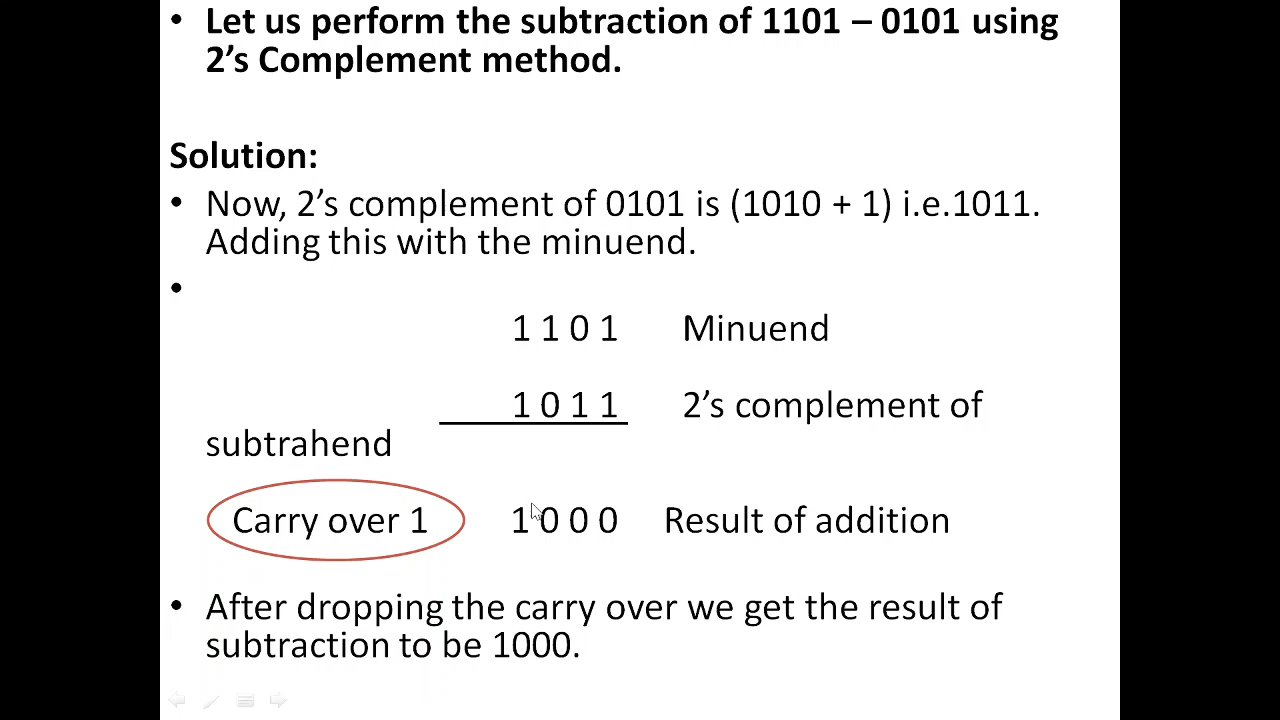 • Let us perform the subtraction of 1101 – 0101 using
2’s Complement method.
Solution:
• Now, 2’s complement of 0101 is (1010 + 1) i.e.1011.
Adding this with the minuend.
•
1 1 0 1 Minuend
1 0 1 1 2’s complement of
subtrahend
Carry over 1 1 0 0 0 Result of addition
• After dropping the carry over we get the result of
subtraction to be 1000.